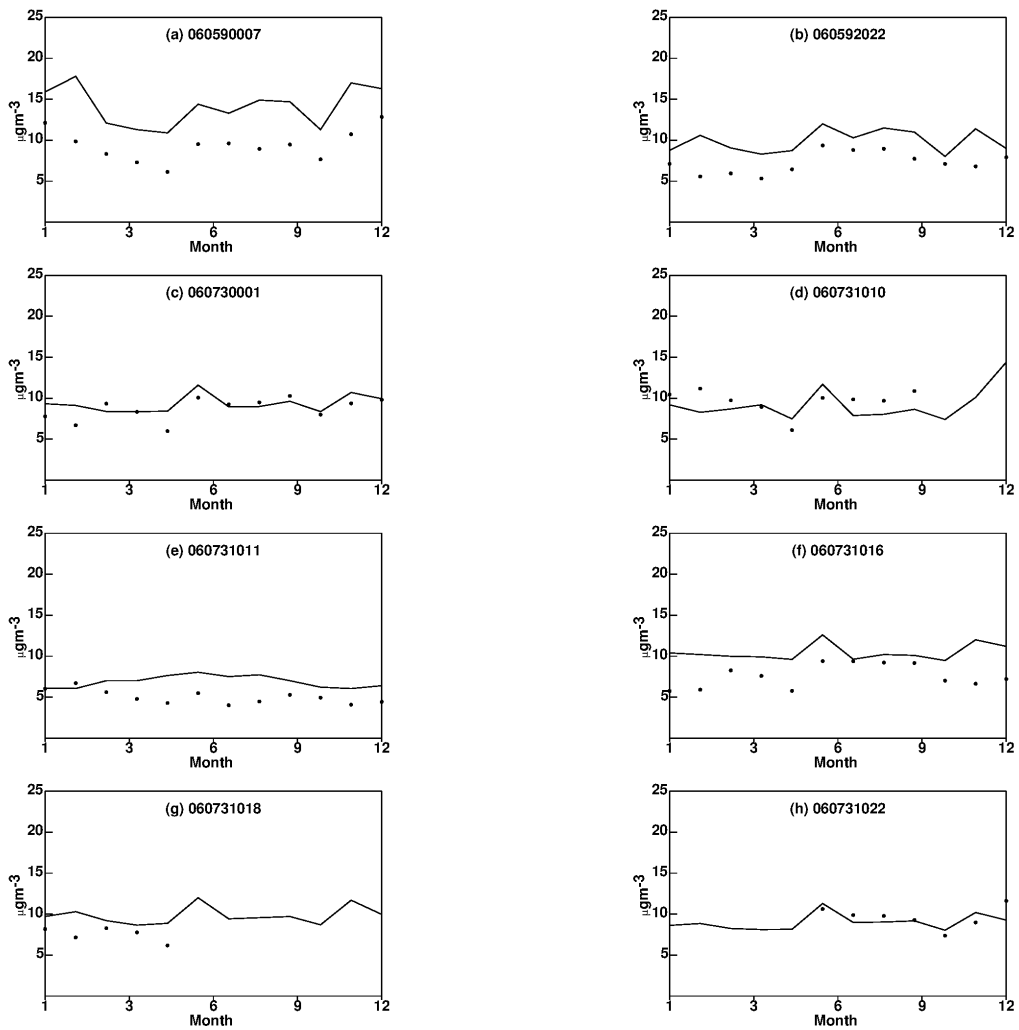 25
20
15
10
5
μgm-3
(a) 060590007
1 3 6 9 12
Month
25
20
15
10
5
μgm-3
(b) 060592022
1 3 6 9 12
Month
25
20
15
10
5
μgm-3
(c) 060730001
1 3 6 9 12
Month
25
20
15
10
5
μgm-3
(d) 060731010
1 3 6 9 12
Month
25
20
15
10
5
μgm-3
(e) 060731011
1 3 6 9 12
Month
25
20
15
10
5
μgm-3
(f) 060731016
1 3 6 9 12
Month
25
20
15
10
5
μgm-3
(g) 060731018
1 3 6 9 12
Month
25
20
15
10
5
μgm-3
(h) 060731022
1 3 6 9 12
Month